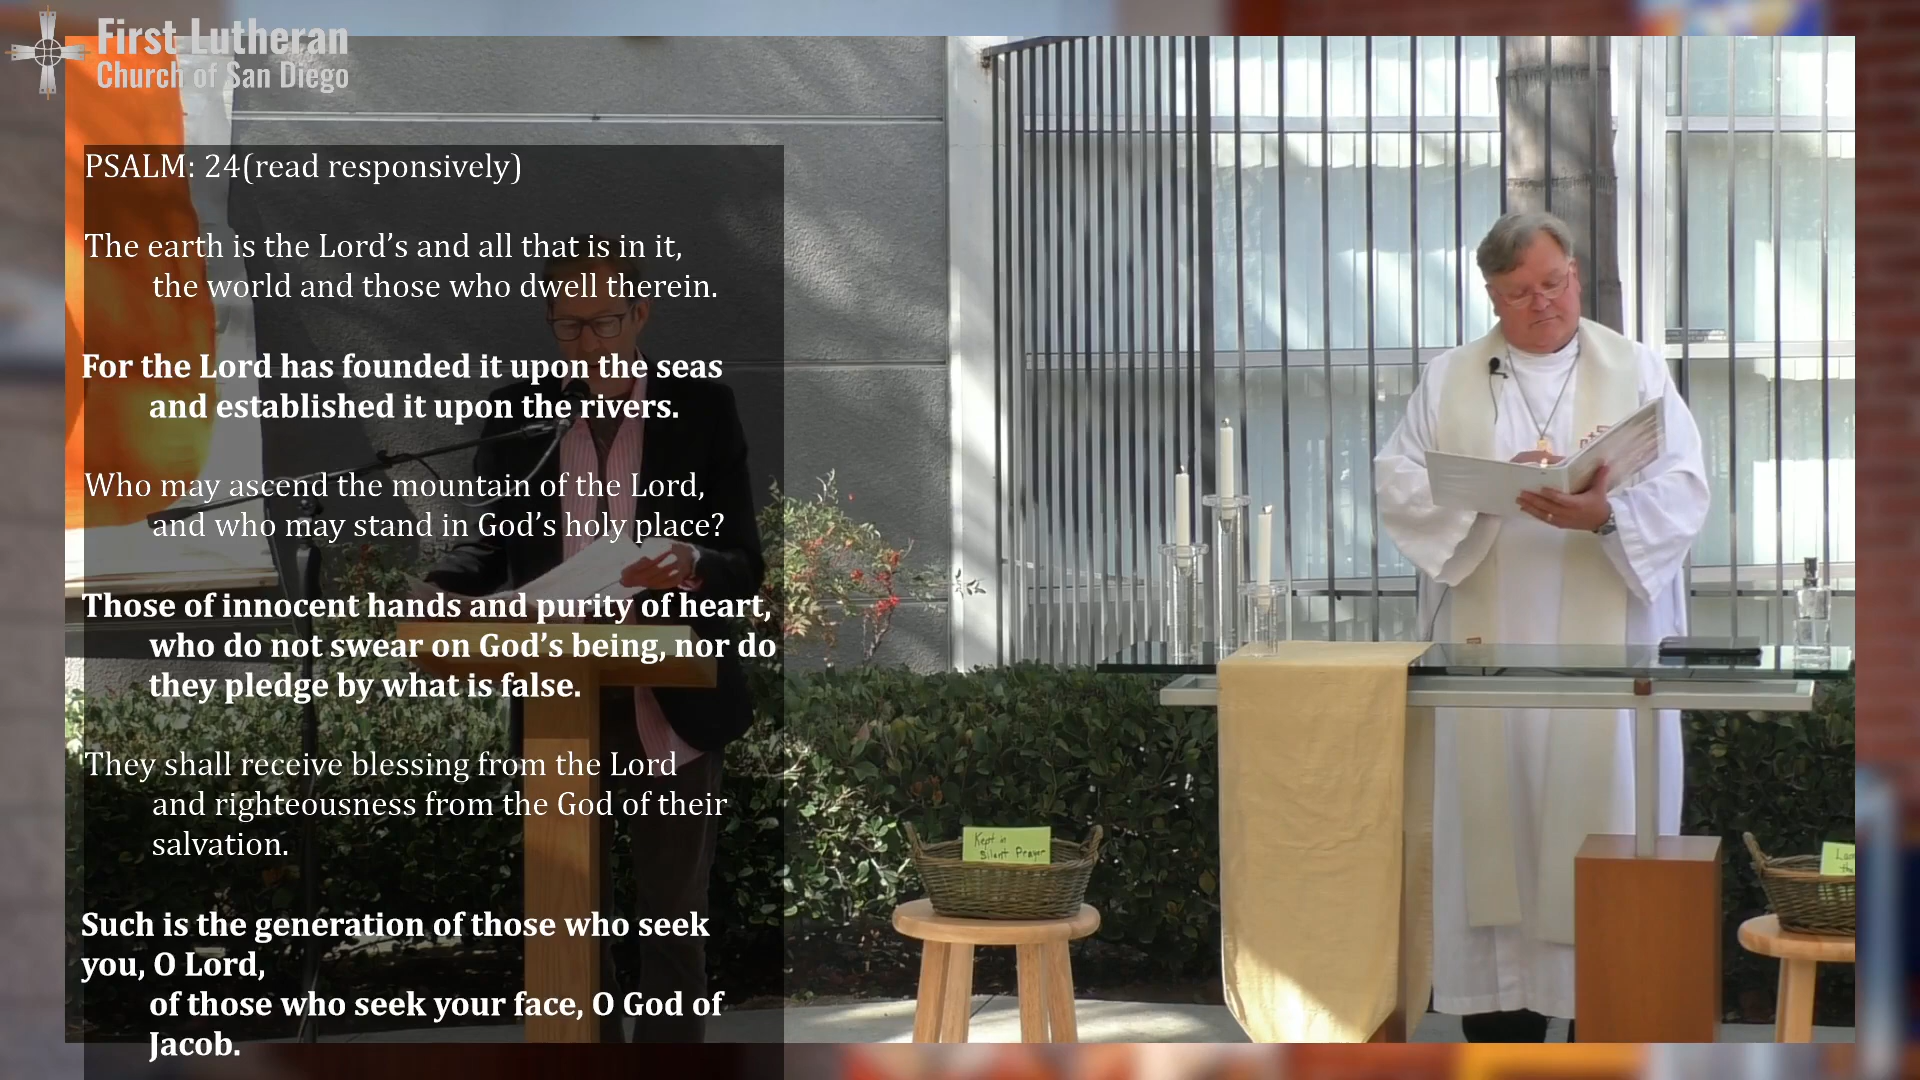 First Lutheran
Church of San Diego
PSALM: 24(read responsively)
The earth is the Lord’s and all that is in it,
the world and those who dwell therein.
For the Lord has founded it upon the seas
and established it upon the rivers.
Who may ascend the mountain of the Lord,
and who may stand in God’s holy place?
Those of innocent hands and purity of heart,
who do not swear on God’s being, nor do
they pledge by what is false.
They shall receive blessing from the Lord
and righteousness from the God of their
salvation.
Such is the generation of those who seek
you, O Lord,
of those who seek your face, O God of
Jacob.
Kept in
Silent Prayer